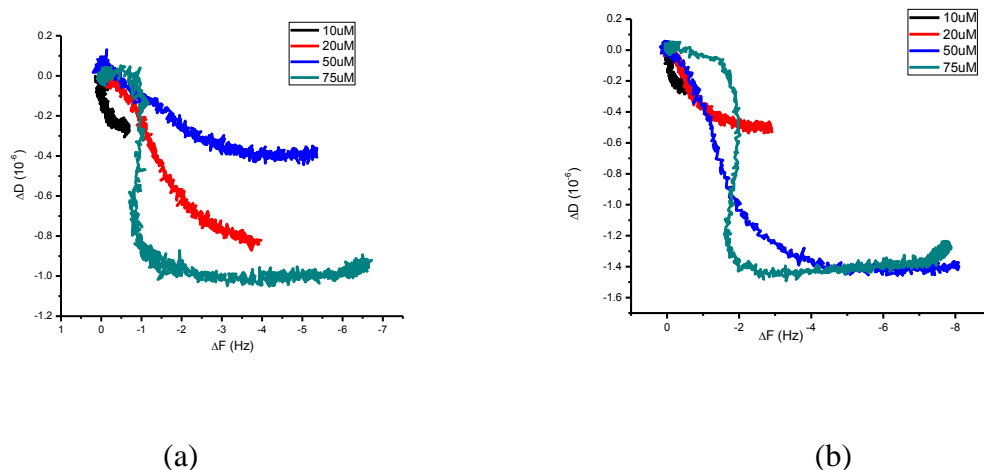 10uM
20uM
50uM
75uM
0.2
0.0
-0.2
-0.4
-0.6
-0.8
-1.0
-1.2
ΔD (10⁻⁶)
1 0 -1 -2 -3 -4 -5 -6 -7
ΔF (Hz)
(a)
10uM
20uM
50uM
75uM
0.2
0.0
-0.2
-0.4
-0.6
-0.8
-1.0
-1.2
-1.4
-1.6
ΔD (10⁻⁶)
0 -2 -4 -6 -8
ΔF (Hz)
(b)